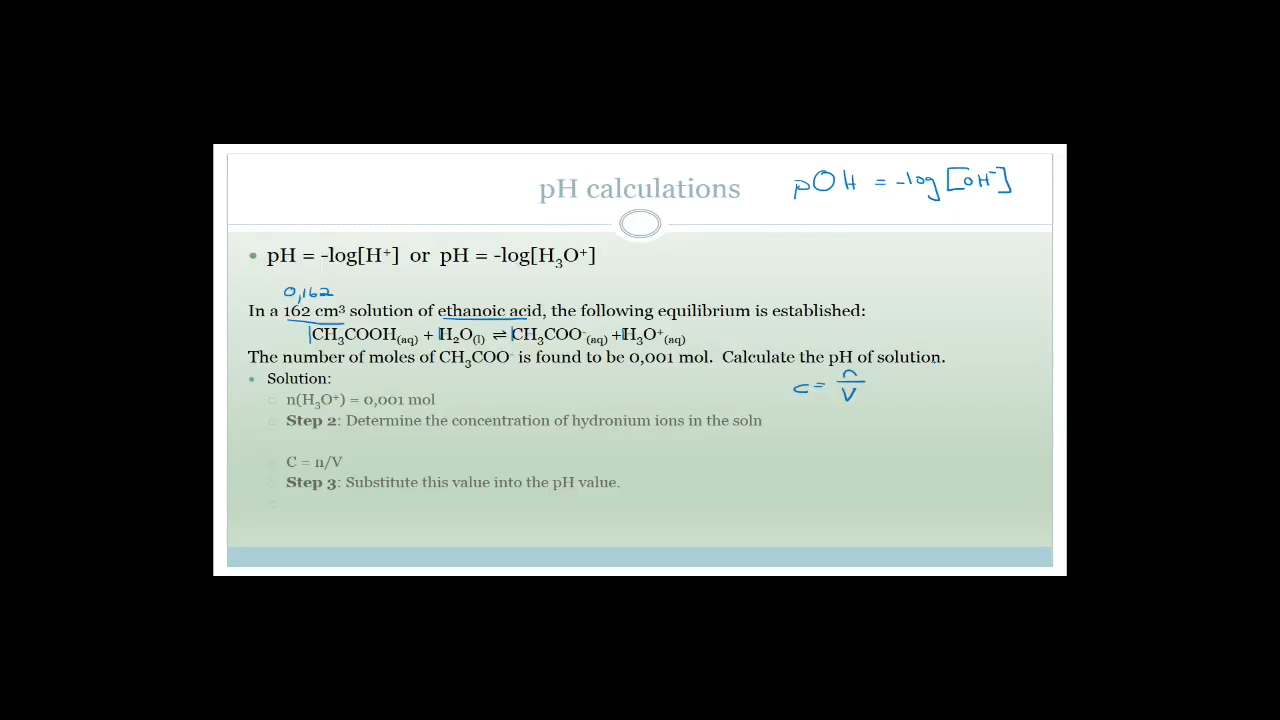 pH calculations
pOH = -log[OH⁻]
• pH = -log[H⁺] or pH = -log[H₃O⁺]
0,162
In a 162 cm³ solution of ethanoic acid, the following equilibrium is established:
CH₃COOH(aq) + H₂O(l) ⇌ CH₃COO⁻(aq) + H₃O⁺(aq)
The number of moles of CH₃COO⁻ is found to be 0,001 mol. Calculate the pH of solution.
c = n/V
• Solution:
n(H₃O⁺) = 0,001 mol
Step 2: Determine the concentration of hydronium ions in the soln
C = n/V
Step 3: Substitute this value into the pH value.